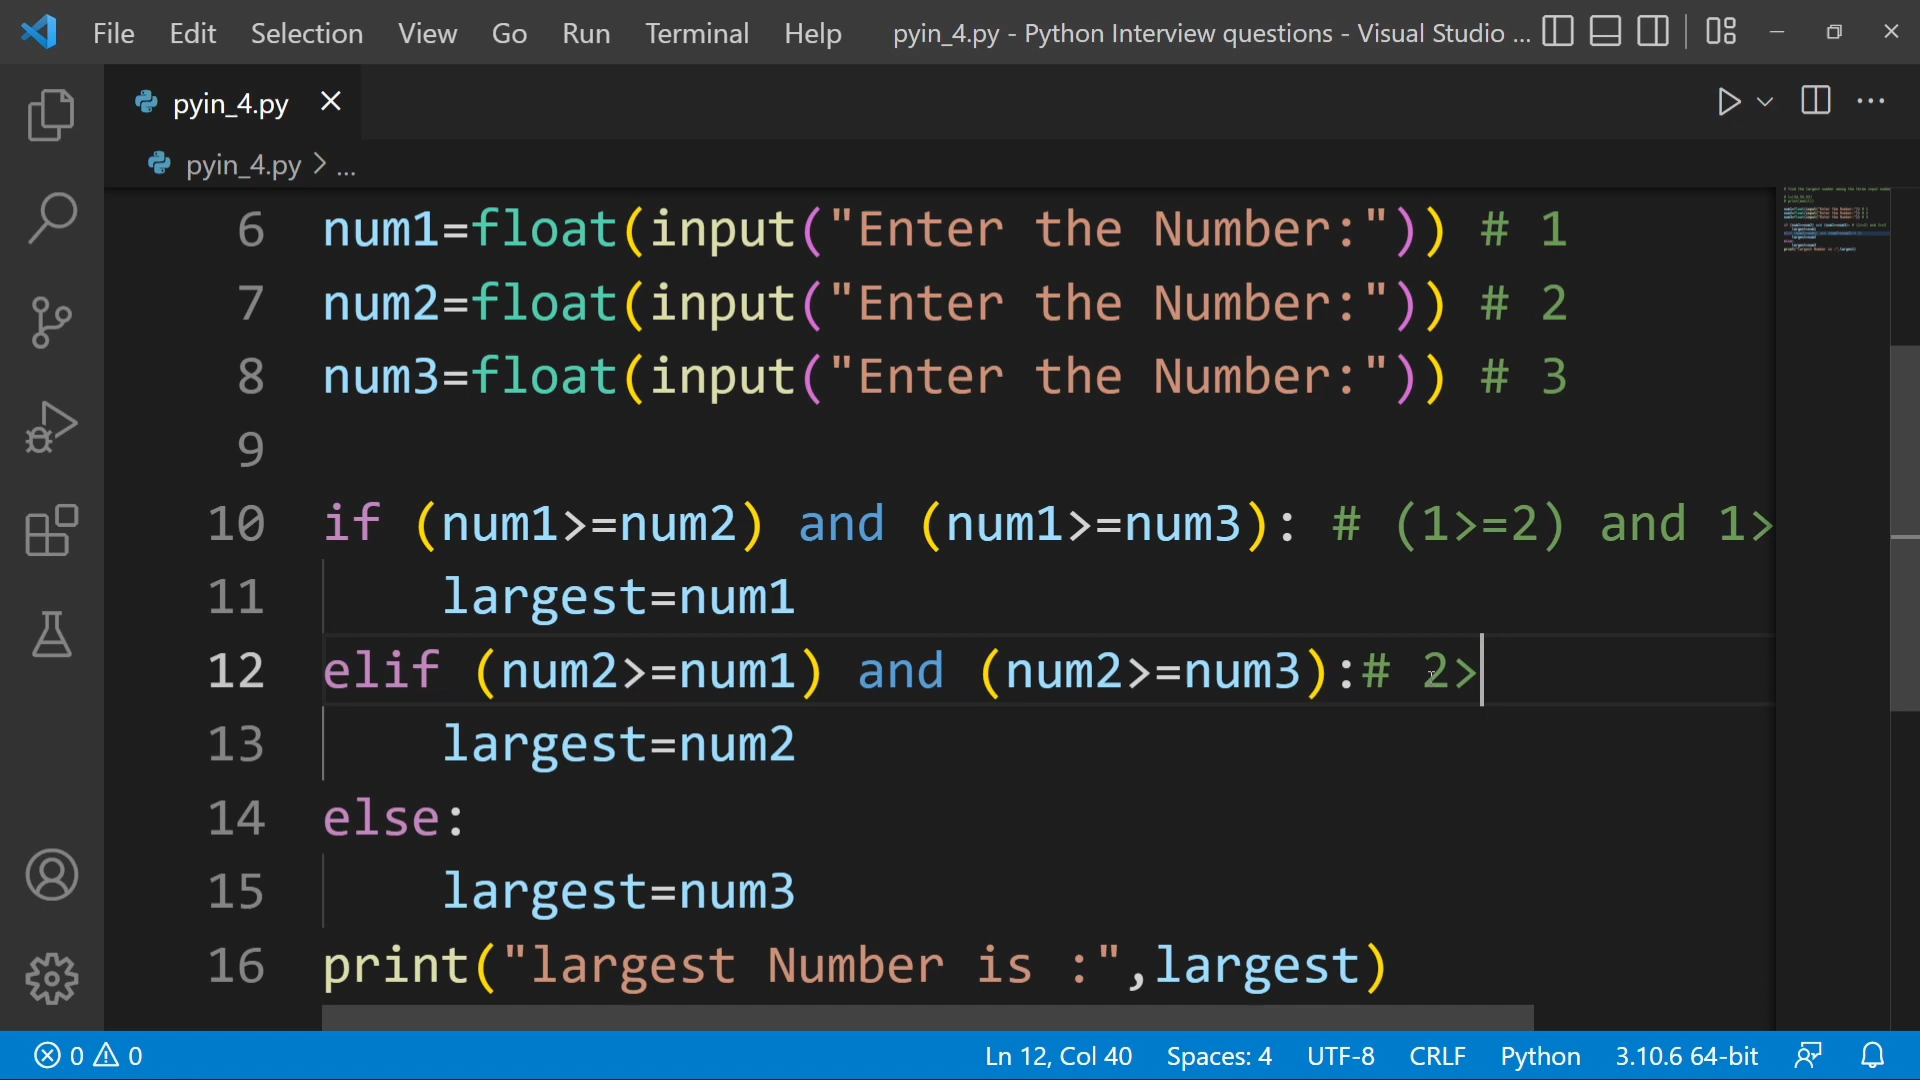 File Edit Selection View Go Run Terminal Help pyin_4.py - Python Interview questions - Visual Studio ...
pyin_4.py
pyin_4.py > ...
6 num1=float(input("Enter the Number:")) # 1
7 num2=float(input("Enter the Number:")) # 2
8 num3=float(input("Enter the Number:")) # 3
9
10 if (num1>=num2) and (num1>=num3): # (1>=2) and 1>
11 largest=num1
12 elif (num2>=num1) and (num2>=num3):# 2>
13 largest=num2
14 else:
15 largest=num3
16 print("largest Number is :",largest)
0 0 Ln 12, Col 40 Spaces: 4 UTF-8 CRLF Python 3.10.6 64-bit